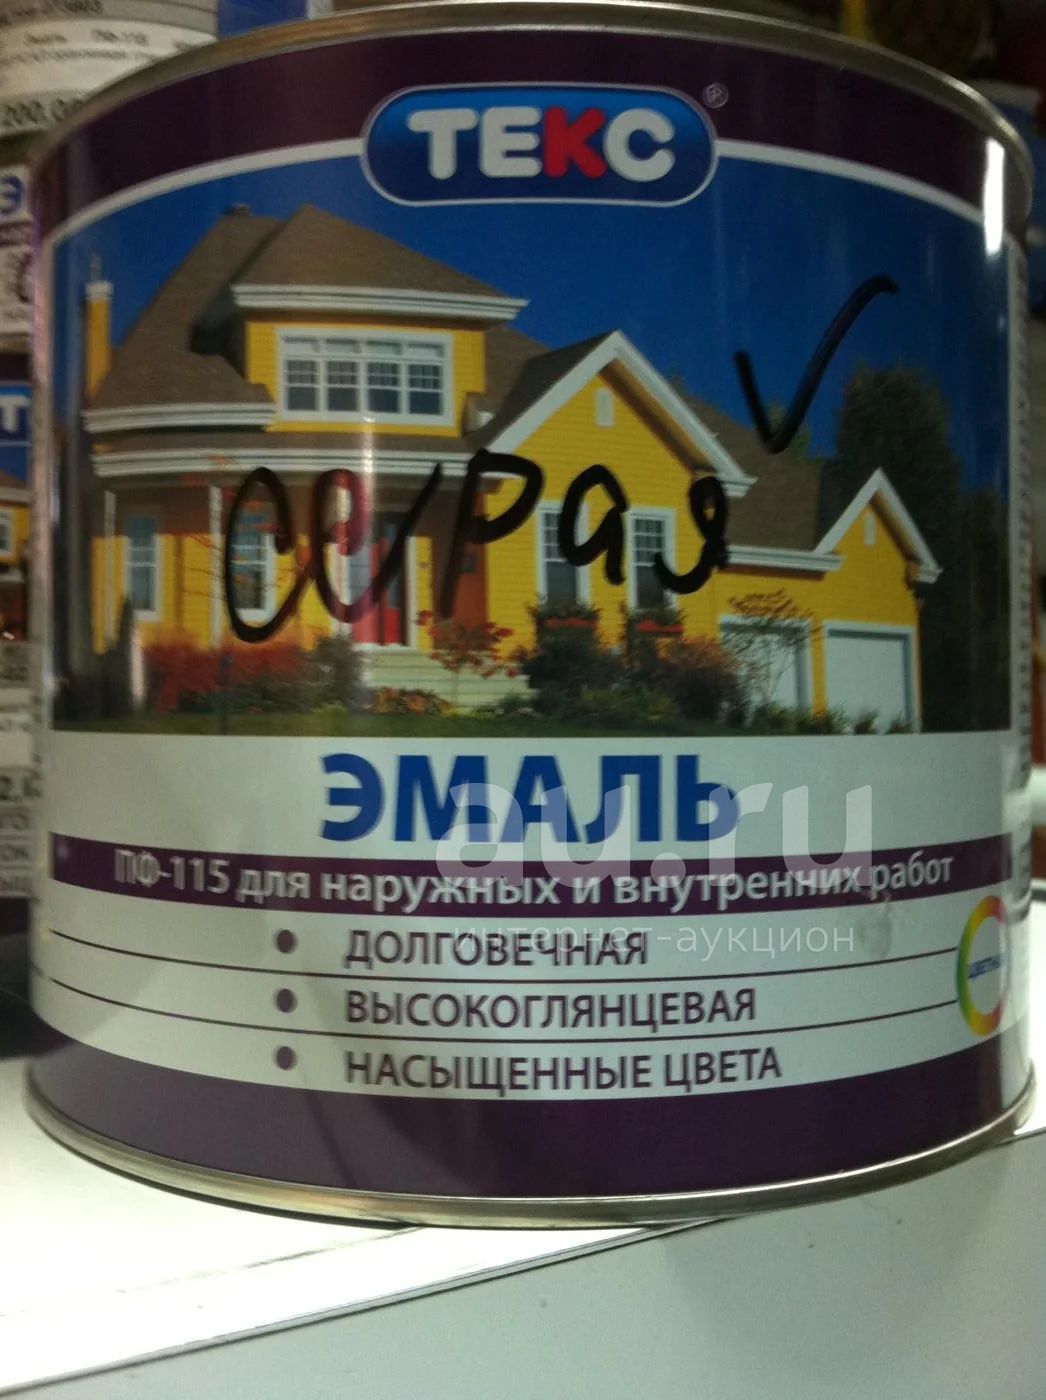 ТЕКС ®
серая
ЭМАЛЬ
au.ru
ПФ-115 для наружных и внутренних работ
интернет-аукцион
ДОЛГОВЕЧНАЯ
ВЫСОКОГЛЯНЦЕВАЯ
НАСЫЩЕННЫЕ ЦВЕТА